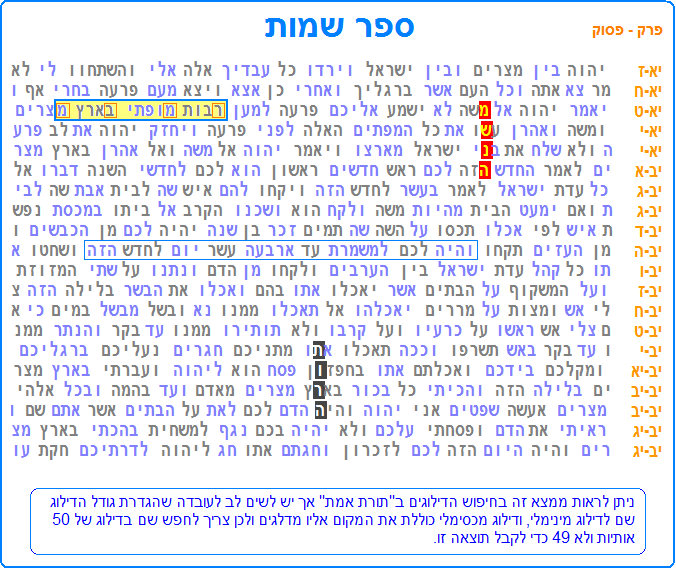 ספר שמות
פרק - פסוק
יא-ז יהוה בין מצרים ובין ישראל וירדו כל עבדיך אלה אלי והשתחוו לי לא
יא-ח מר צא אתה וכל העם אשר ברגליך ואחרי כן אצא ויצא מעם פרעה בחרי אף ו
יא-ט יאמר יהוה אל משה לא ישמע אליכם פרעה למען רבות מופתי בארץ מצרים
יא-י ומשה ואהרן עשו את כל המפתים האלה לפני פרעה ויחזק יהוה את לב פרע
יא-י ה ולא שלח את בני ישראל מארצו ויאמר יהוה אל משה ואל אהרן בארץ מצר
יב-א ים לאמר החדש הזה לכם ראש חדשים ראשון הוא לכם לחדשי השנה דברו אל
יב-ג כל עדת ישראל לאמר בעשר לחדש הזה ויקחו להם איש שה לבית אבת שה לבי
יב-ג ת ואם ימעט הבית מהיות משה ולקח הוא ושכנו הקרב אל ביתו במכסת נפש
יב-ד ת איש לפי אכלו תכסו על השה שה תמים זכר בן שנה יהיה לכם מן הכבשים ו
יב-ה מן העזים תקחו והיה לכם למשמרת עד ארבעה עשר יום לחדש הזה ושחטו א
יב-ו תו כל קהל עדת ישראל בין הערבים ולקחו מן הדם ונתנו על שתי המזוזת
יב-ז ועל המשקוף על הבתים אשר יאכלו אתו בהם ואכלו את הבשר בלילה הזה צ
יב-ח לי אש ומצות על מררים יאכלהו אל תאכלו ממנו נא ובשל מבשל במים כי א
יב-ט ם צלי אש ראשו על כרעיו ועל קרבו ולא תותירו ממנו עד בקר והנתר ממנ
יב-י ו עד בקר באש תשרפו וככה תאכלו אתו מתניכם חגרים נעליכם ברגליכם
יב-יא ומקלכם בידכם ואכלתם אתו בחפזון פסח הוא ליהוה ועברתי בארץ מצר
יב-יב ים בלילה הזה והכיתי כל בכור בארץ מצרים מאדם ועד בהמה ובכל אלהי
יב-יב מצרים אעשה שפטים אני יהוה והיה הדם לכם לאת על הבתים אשר אתם שם ו
יב-יג ראיתי את הדם ופסחתי עלכם ולא יהיה בכם נגף למשחית בהכתי בארץ מצ
יב-יג רים והיה היום הזה לכם לזכרון וחגתם אתו חג ליהוה לדרתיכם חקת עו
ניתן לראות ממצא זה בחיפוש הדילוגים ב"תורת אמת" אך יש לשים לב לעובדה שהגדרת גודל הדילוג
שם לדילוג מינימלי, ודילוג מכסימלי כוללת את המקום אליו מדלגים ולכן צריך לחפש שם בדילוג של 50
אותיות ולא 49 כדי לקבל תוצאה זו.